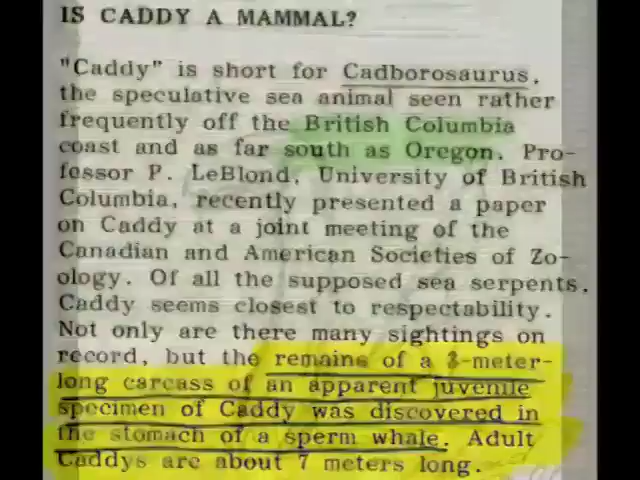 IS CADDY A MAMMAL?
"Caddy" is short for Cadborosaurus,
the speculative sea animal seen rather
frequently off the British Columbia
coast and as far south as Oregon. Pro-
fessor P. LeBlond, University of British
Columbia, recently presented a paper
on Caddy at a joint meeting of the
Canadian and American Societies of Zo-
ology. Of all the supposed sea serpents,
Caddy seems closest to respectability.
Not only are there many sightings on
record, but the remains of a 3-meter-
long carcass of an apparent juvenile
specimen of Caddy was discovered in
the stomach of a sperm whale. Adult
Caddys are about 7 meters long.